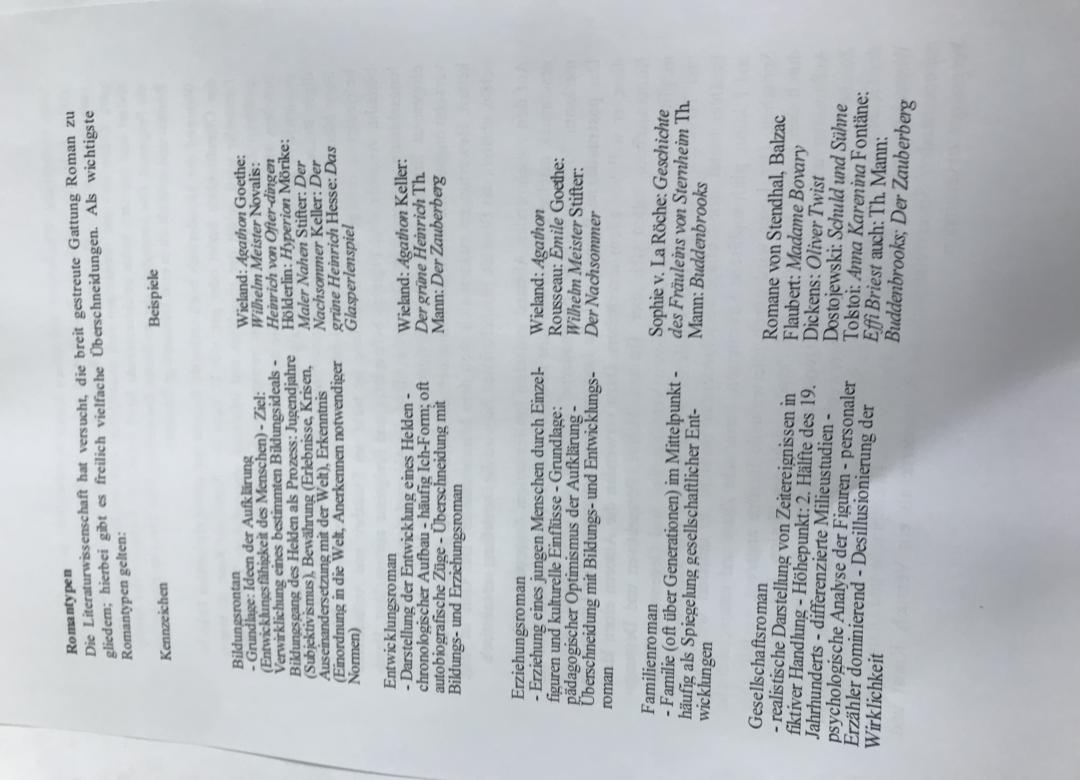 Romantypen
Die Literaturwissenschaft hat versucht, die breit gestreute Gattung Roman zu
gliedem; hierbei gibt es freilich vielfache Überschneidungen. Als wichtigste
Romantypen gelten:
Kennzeichen
Beispiele
Bildungsrontan
- Grundlage: Ideen der Aufklärung
(Entwicklungsfähigkeit des Menschen) - Ziel:
Verwirklichung eines bestimmten Bildungsideals -
Bildungsgang des Helden als Prozess: Jugendjahre
(Subjektivismus), Bewährung (Erlebnisse, Krisen,
Auseinandersetzung mit der Welt), Erkenntnis
(Einordnung in die Welt, Anerkennen notwendiger
Normen)
Wieland: Agathon Goethe:
Wilhelm Meister Novalis:
Heinrich von Ofter-dingen
Hölderlin: Hyperion Mörike:
Maler Nahen Stifter: Der
Nachsommer Keller: Der
grüne Heinrich Hesse: Das
Glasperlenspiel
Entwicklungsroman
- Darstellung der Entwicklung eines Helden -
chronologischer Aufbau - häufig Ich-Form; oft
autobiografische Züge - Überschneidung mit
Bildungs- und Erziehungsroman
Wieland: Agathon Keller:
Der grüne Heinrich Th.
Mann: Der Zauberberg
Erziehungsroman
- Erziehung eines jungen Menschen durch Einzel-
figuren und kulturelle Einflüsse - Grundlage:
pädagogischer Optimismus der Aufklärung -
Überschneidung mit Bildungs- und Entwicklungs-
roman
Wieland: Agathon
Rousseau: Emile Goethe:
Wilhelm Meister Stifter:
Der Nachsommer
Familienroman
- Familie (oft über Generationen) im Mittelpunkt -
häufig als Spiegelung gesellschaftlicher Ent-
wicklungen
Sophie v. La Röche: Geschichte
des Fräuleins von Sternheim Th.
Mann: Buddenbrooks
Gesellschaftsroman
- realistische Darstellung von Zeitereignissen in
fiktiver Handlung - Höhepunkt: 2. Hälfte des 19.
Jahrhunderts - differenzierte Milieustudien -
psychologische Analyse der Figuren - personaler
Erzähler dominierend - Desillusionierung der
Wirklichkeit
Romane von Stendhal, Balzac
Flaubert: Madame Bovary
Dickens: Oliver Twist
Dostojewski: Schuld und Sühne
Tolstoi: Anna Karenina Fontäne:
Effi Briest auch: Th. Mann:
Buddenbrooks; Der Zauberberg